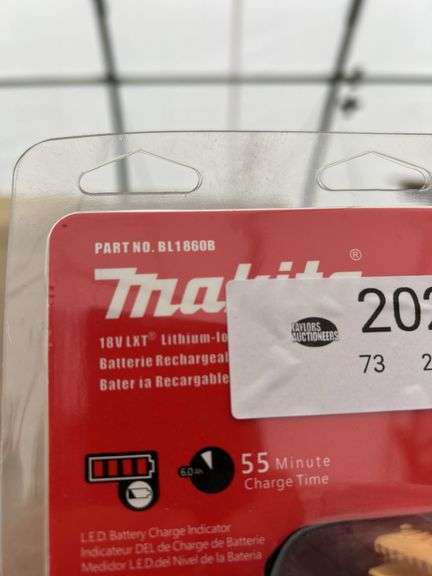 PART NO. BL1860B
makita®
202
TAYLORS
AUCTIONEERS
73 2
18V LXT® Lithium-Io
Batterie Rechargeab
Bater ia Recargable
6.0Ah
55 Minute
Charge Time
L.E.D. Battery Charge Indicator
Indicateur DEL de Charge de Batterie
Medidor L.E.D. del Nivel de la Bateria